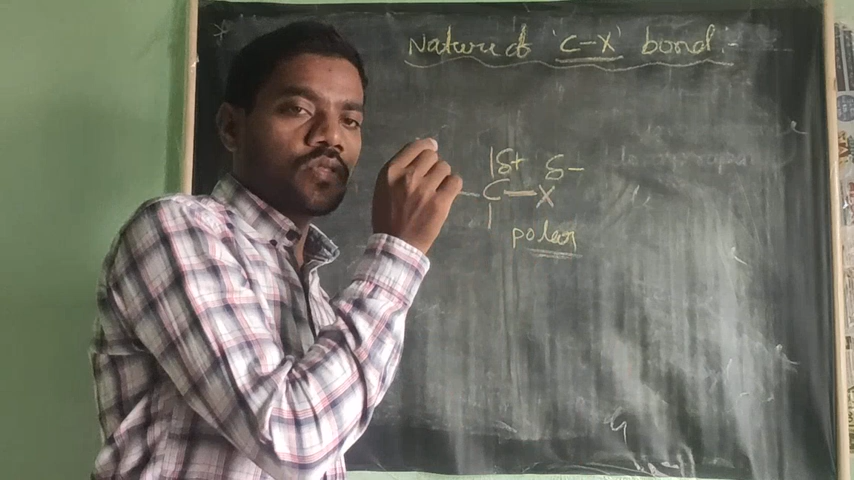 Nature of 'C-X' bond :-
δ+ δ-
C-X
polar